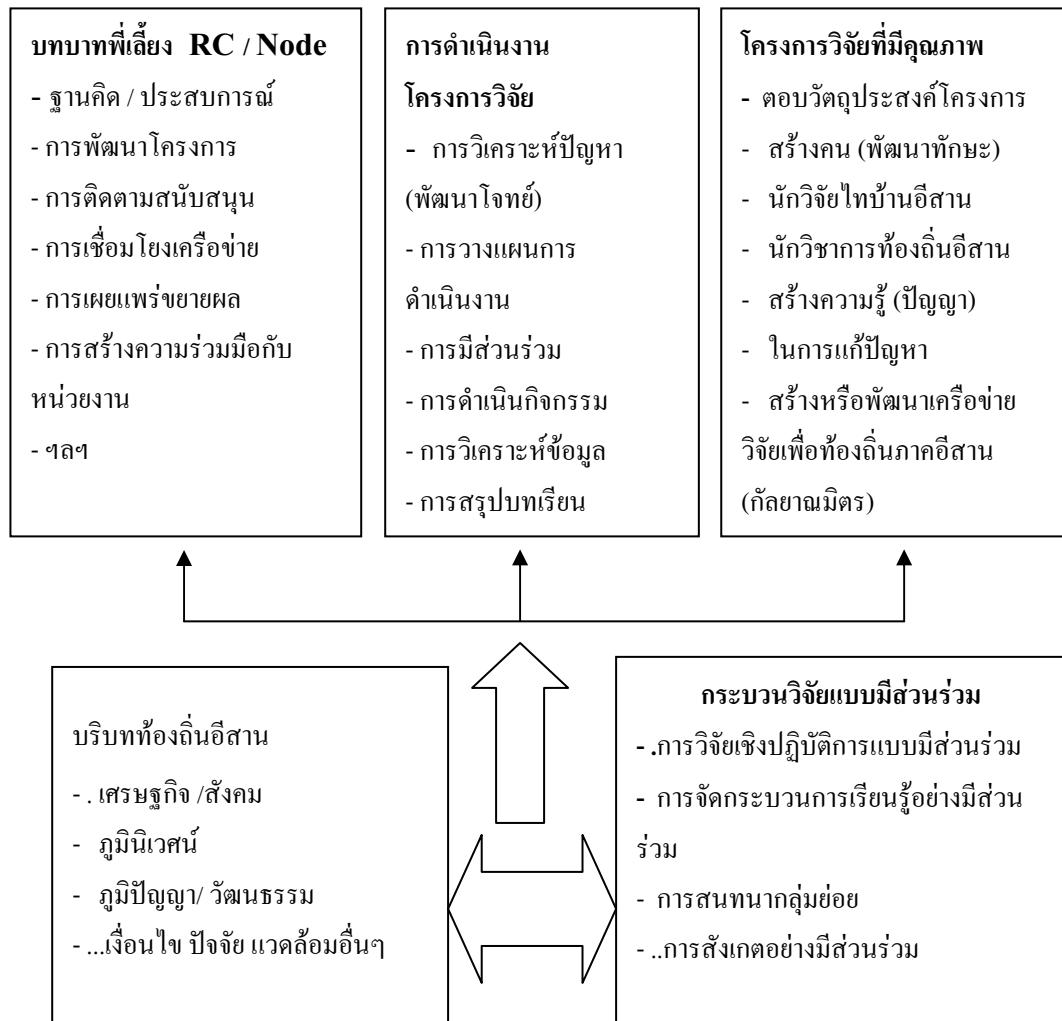 บทบาทพี่เลี้ยง RC / Node
- ฐานคิด / ประสบการณ์
- การพัฒนาโครงการ
- การติดตามสนับสนุน
- การเชื่อมโยงเครือข่าย
- การเผยแพร่ขยายผล
- การสร้างความร่วมมือกับ
หน่วยงาน
- ฯลฯ
การดำเนินงาน
โครงการวิจัย
- การวิเคราะห์ปัญหา
(พัฒนาโจทย์)
- การวางแผนการ
ดำเนินงาน
- การมีส่วนร่วม
- การดำเนินกิจกรรม
- การวิเคราะห์ข้อมูล
- การสรุปบทเรียน
โครงการวิจัยที่มีคุณภาพ
- ตอบวัตถุประสงค์โครงการ
- สร้างคน (พัฒนาทักษะ)
- นักวิจัยไทบ้านอีสาน
- นักวิชาการท้องถิ่นอีสาน
- สร้างความรู้ (ปัญญา)
- ในการแก้ปัญหา
- สร้างหรือพัฒนาเครือข่าย
วิจัยเพื่อท้องถิ่นภาคอีสาน
(กัลยาณมิตร)
บริบทท้องถิ่นอีสาน
- . เศรษฐกิจ /สังคม
- ภูมินิเวศน์
- ภูมิปัญญา/ วัฒนธรรม
- ...เงื่อนไข ปัจจัย แวดล้อมอื่นๆ
กระบวนวิจัยแบบมีส่วนร่วม
- .การวิจัยเชิงปฏิบัติการแบบมีส่วนร่วม
- การจัดกระบวนการเรียนรู้อย่างมีส่วน
ร่วม
- การสนทนากลุ่มย่อย
- ..การสังเกตอย่างมีส่วนร่วม